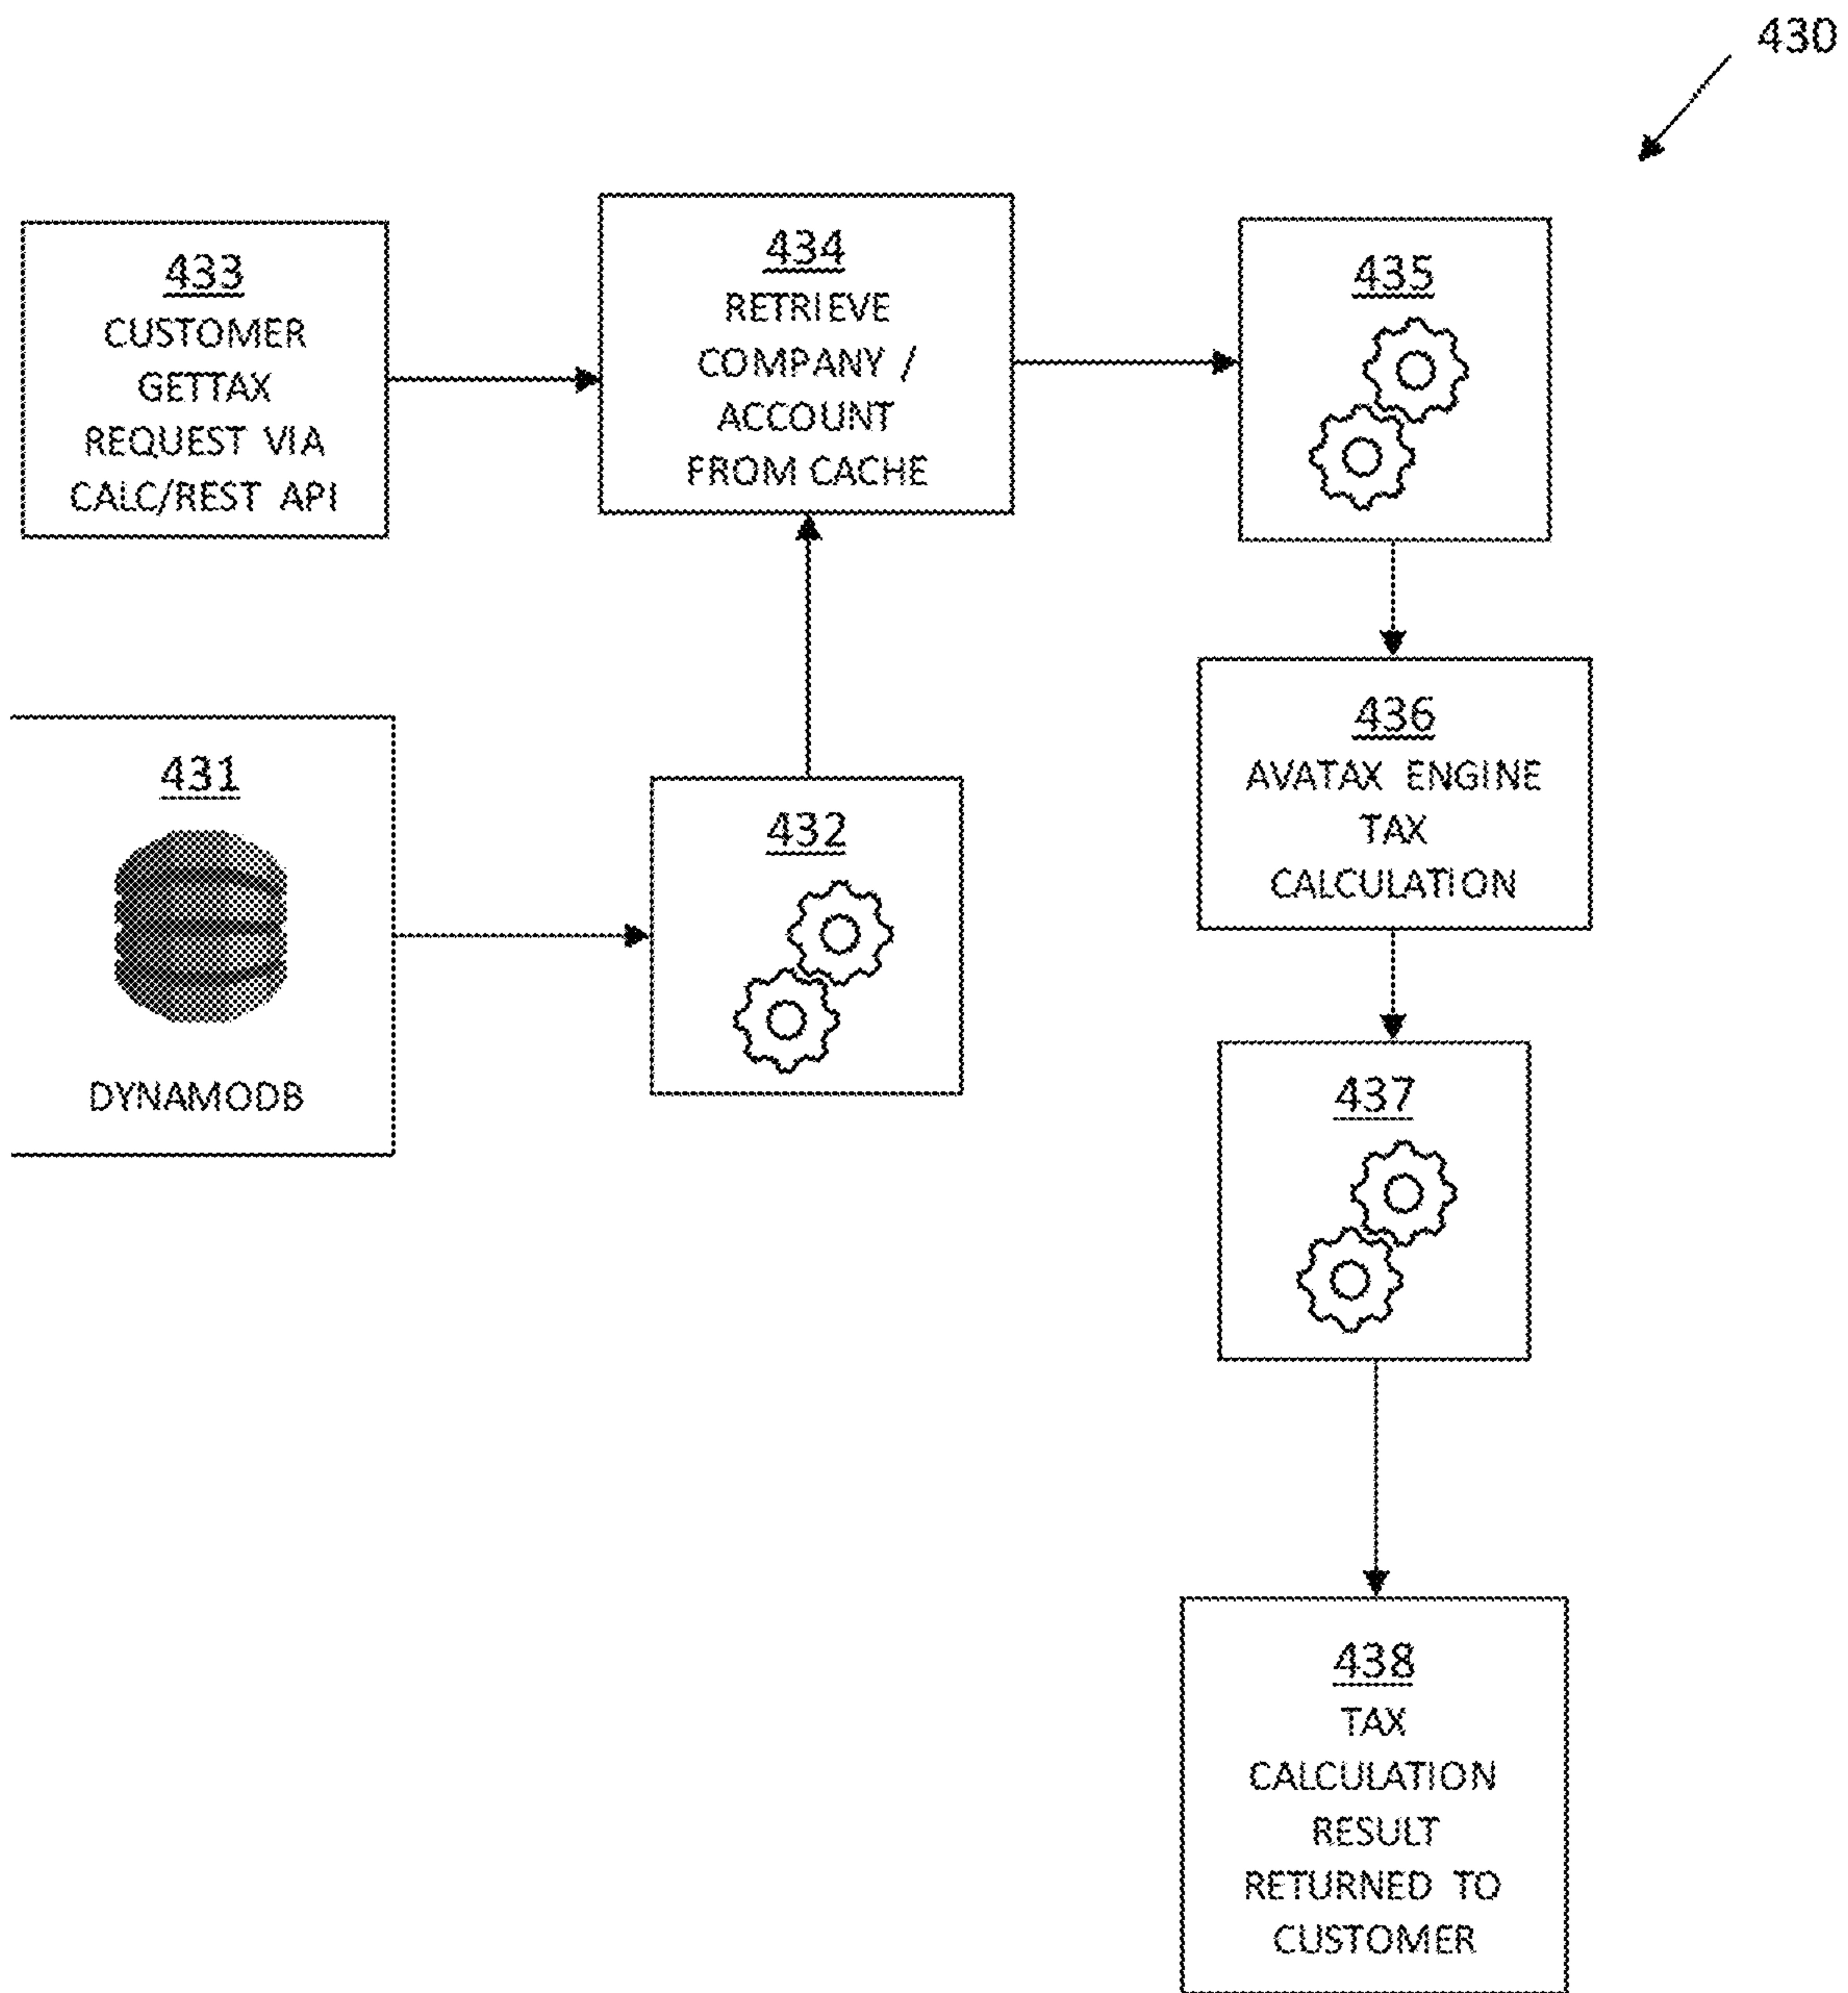 430
433
CUSTOMER
GETTAX
REQUEST VIA
CALC/REST API
434
RETRIEVE
COMPANY /
ACCOUNT
FROM CACHE
435
431
DYNAMODB
432
436
AVATAX ENGINE
TAX
CALCULATION
437
438
TAX
CALCULATION
RESULT
RETURNED TO
CUSTOMER